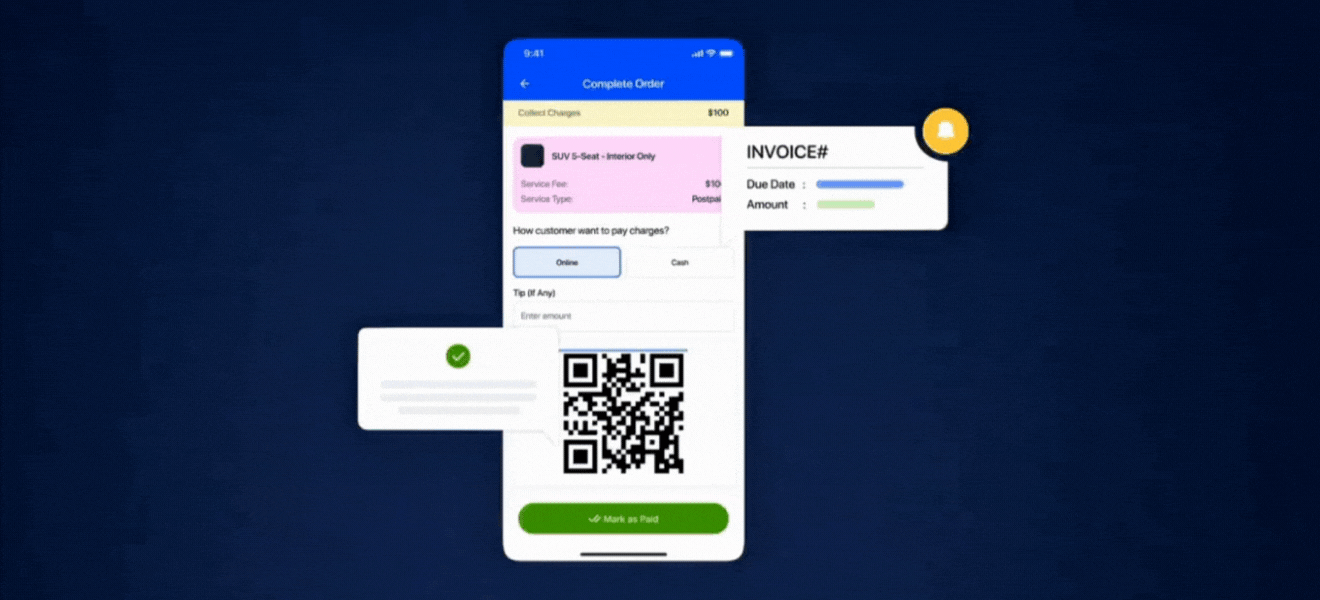 9:41
Complete Order
Collect Charges $100
SUV 5-Seat - Interior Only
Service Fee: $10
Service Type: Postpai
How customer want to pay charges?
Online Cash
Tip (If Any)
Enter amount
Mark as Paid
INVOICE#
Due Date :
Amount :